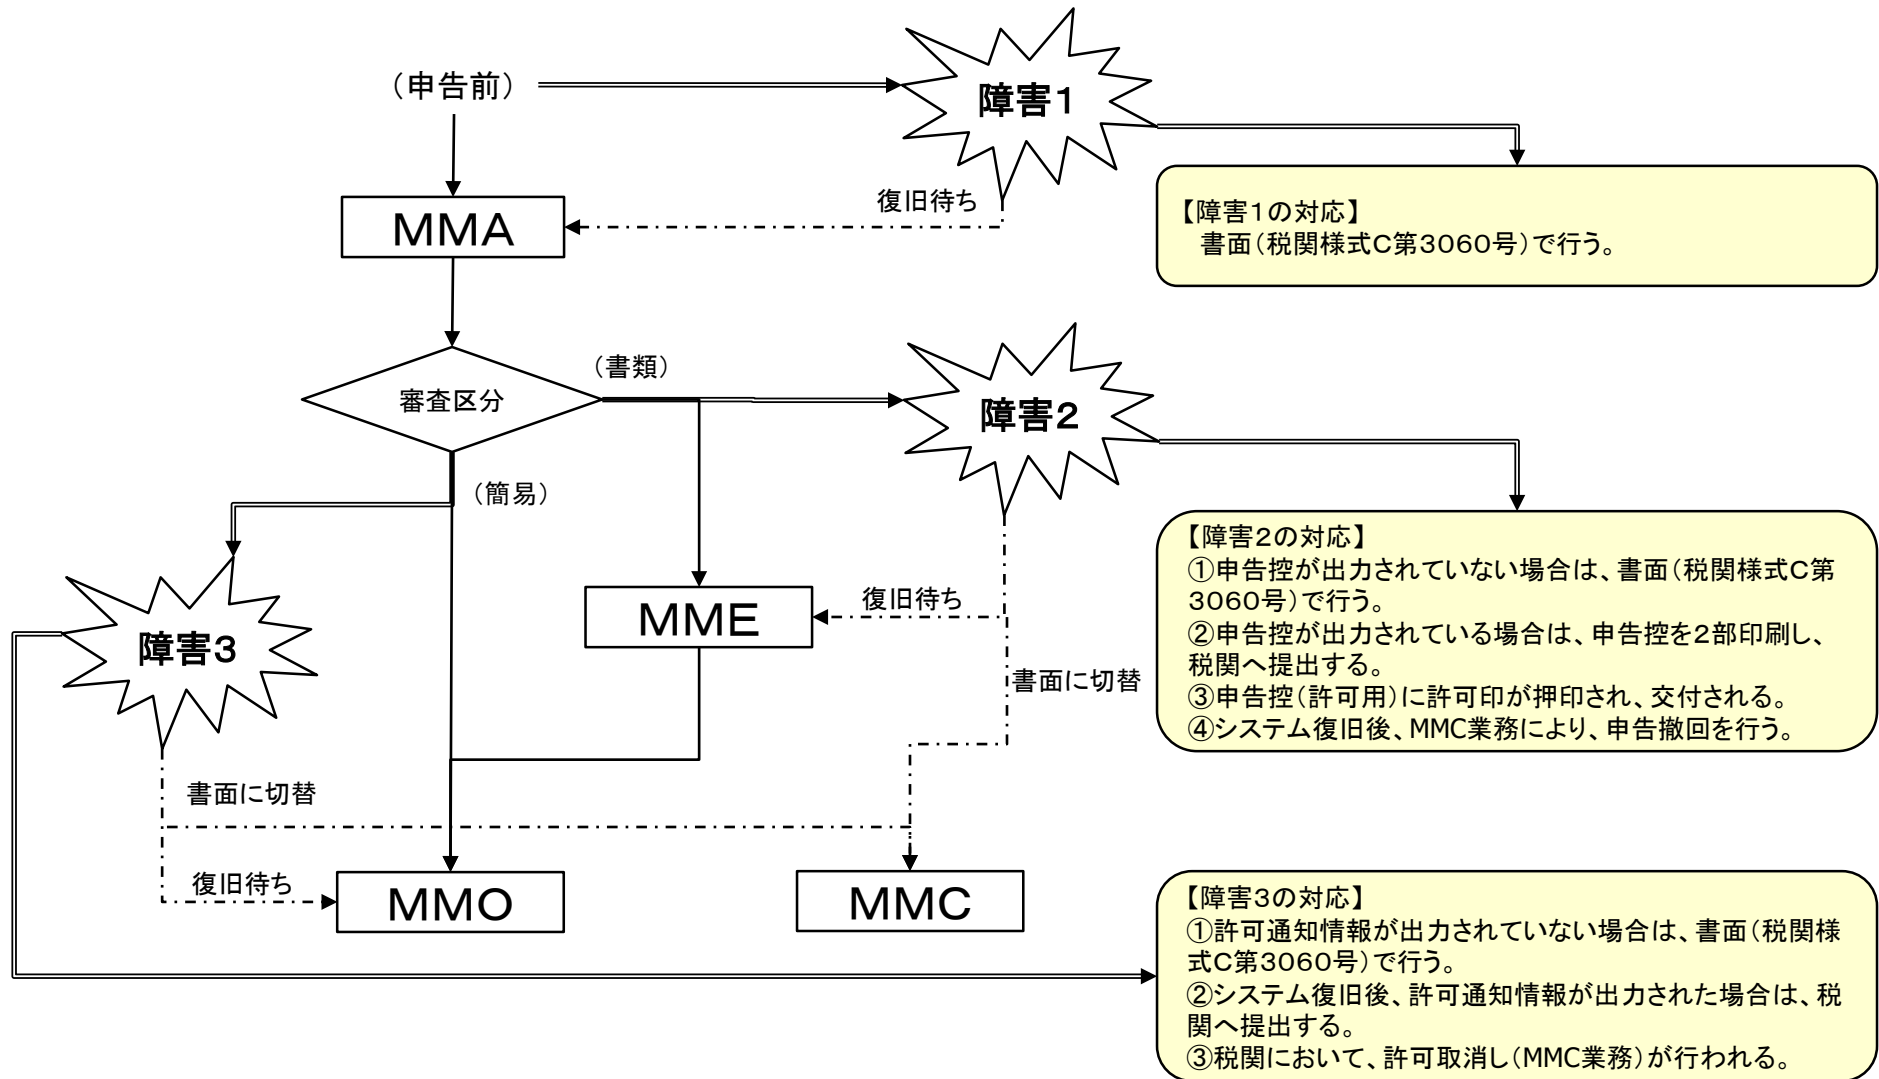 （申告前）
障害１
復旧待ち
ＭＭＡ
【障害１の対応】
書面（税関様式Ｃ第３０６０号）で行う。
（書類）
審査区分
障害２
（簡易）
【障害２の対応】
①申告控が出力されていない場合は、書面（税関様式Ｃ第
３０６０号）で行う。
②申告控が出力されている場合は、申告控を２部印刷し、
税関へ提出する。
③申告控（許可用）に許可印が押印され、交付される。
④システム復旧後、MMC業務により、申告撤回を行う。
復旧待ち
ＭＭＥ
障害３
書面に切替
書面に切替
復旧待ち
ＭＭＯ
ＭＭＣ
【障害３の対応】
①許可通知情報が出力されていない場合は、書面（税関様
式Ｃ第３０６０号）で行う。
②システム復旧後、許可通知情報が出力された場合は、税
関へ提出する。
③税関において、許可取消し（MMC業務）が行われる。